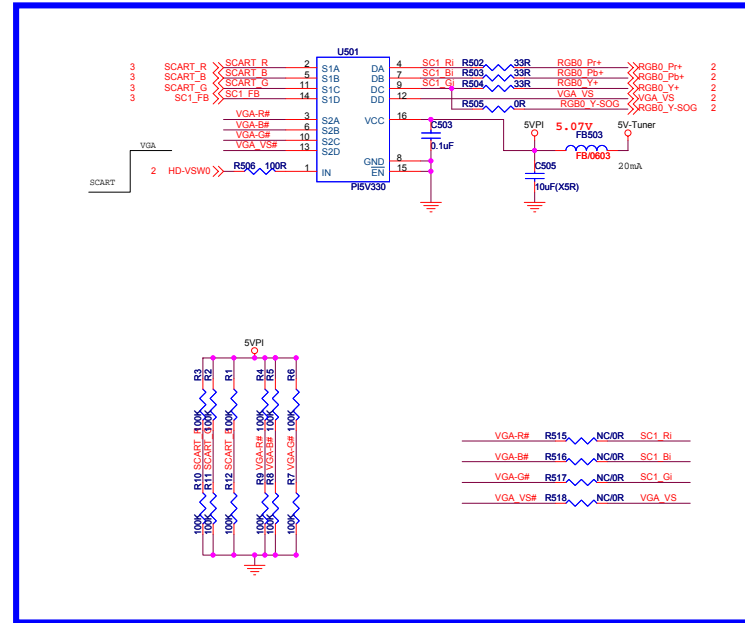 U501
3 SCART_R SCART_R 2 S1A DA 4 SC1_Ri R502 33R RGB0_Pr+ RGB0_Pr+ 2
3 SCART_B SCART_B 5 S1B DB 7 SC1_Bi R503 33R RGB0_Pb+ RGB0_Pb+ 2
3 SCART_G SCART_G 11 S1C DC 9 SC1_Gi R504 33R RGB0_Y+ RGB0_Y+ 2
3 SC1_FB SC1_FB 14 S1D DD 12 VGA_VS VGA_VS 2
R505 0R RGB0_Y-SOG RGB0_Y-SOG 2
VGA-R# 3 S2A VCC 16
VGA-B# 6 S2B
VGA-G# 10 S2C
VGA_VS# 13 S2D
C503
0.1uF
5VPI 5.07V 5V-Tuner
FB503
FB/0603
20mA
VGA
SCART
GND 8
2 HD-VSW0 R506 100R 1 IN EN 15
PI5V330
C505
10uF(X5R)
5VPI
R3 R2 R1 R4 R5 R6
100K 100K 100K 100K 100K 100K
SCART_B VGA-R# VGA-B# VGA-G#
R10 R11 R12 R9 R8 R7
100K 100K 100K 100K 100K 100K
VGA-R# R515 NC/0R SC1_Ri
VGA-B# R516 NC/0R SC1_Bi
VGA-G# R517 NC/0R SC1_Gi
VGA_VS# R518 NC/0R VGA_VS